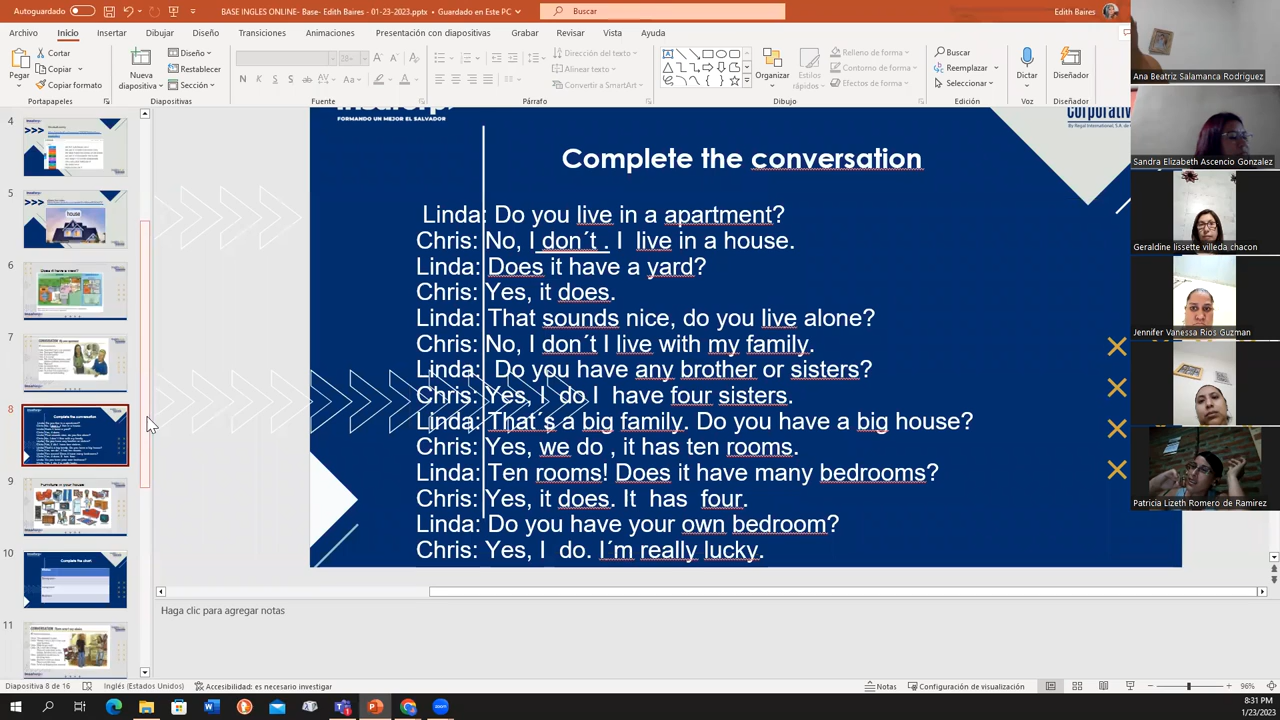 Autoguardado
BASE INGLES ONLINE- Base- Edith Baires - 01-23-2023.pptx • Guardado en Este PC
Buscar
Edith Baires
Archivo Inicio Insertar Dibujar Diseño Transiciones Animaciones Presentación con diapositivas Grabar Revisar Vista Ayuda
Pegar
Cortar
Copiar
Copiar formato
Portapapeles
Nueva diapositiva
Diseño
Restablecer
Sección
Diapositivas
28
Fuente
Dirección del texto
Alinear texto
Convertir a SmartArt
Párrafo
Organizar
Estilos rápidos
Relleno de forma
Contorno de forma
Efectos de forma
Dibujo
Buscar
Reemplazar
Seleccionar
Edición
Dictar
Voz
Diseñador
Diseñador
4
5
house
6
7
8
Complete the conversation
9
Furniture in your house
10
Complete the chart
11
FORMANDO UN MEJOR EL SALVADOR
Complete the conversation
Linda: Do you live in a apartment?
Chris: No, I don´t . I live in a house.
Linda: Does it have a yard?
Chris: Yes, it does.
Linda: That sounds nice, do you live alone?
Chris: No, I don´t I live with my family.
Linda: Do you have any brother or sisters?
Chris: Yes, I do I have four sisters.
Linda: That´s a big family. Do you have a big house?
Chris: Yes, we do , it has ten rooms.
Linda: Ten rooms! Does it have many bedrooms?
Chris: Yes, it does. It has four.
Linda: Do you have your own bedroom?
Chris: Yes, I do. I´m really lucky.
Ana Beatriz Salamanca Rodriguez
Sandra Elizabeth Ascencio Gonzalez
Geraldine lissette villeda chacon
Jennifer Vanessa Rios Guzman
Patricia Lizeth Romero de Ramirez
Haga clic para agregar notas
Diapositiva 8 de 16
Inglés (Estados Unidos)
Accesibilidad: es necesario investigar
Notas
Configuración de visualización
96%
8:31 PM
1/23/2023